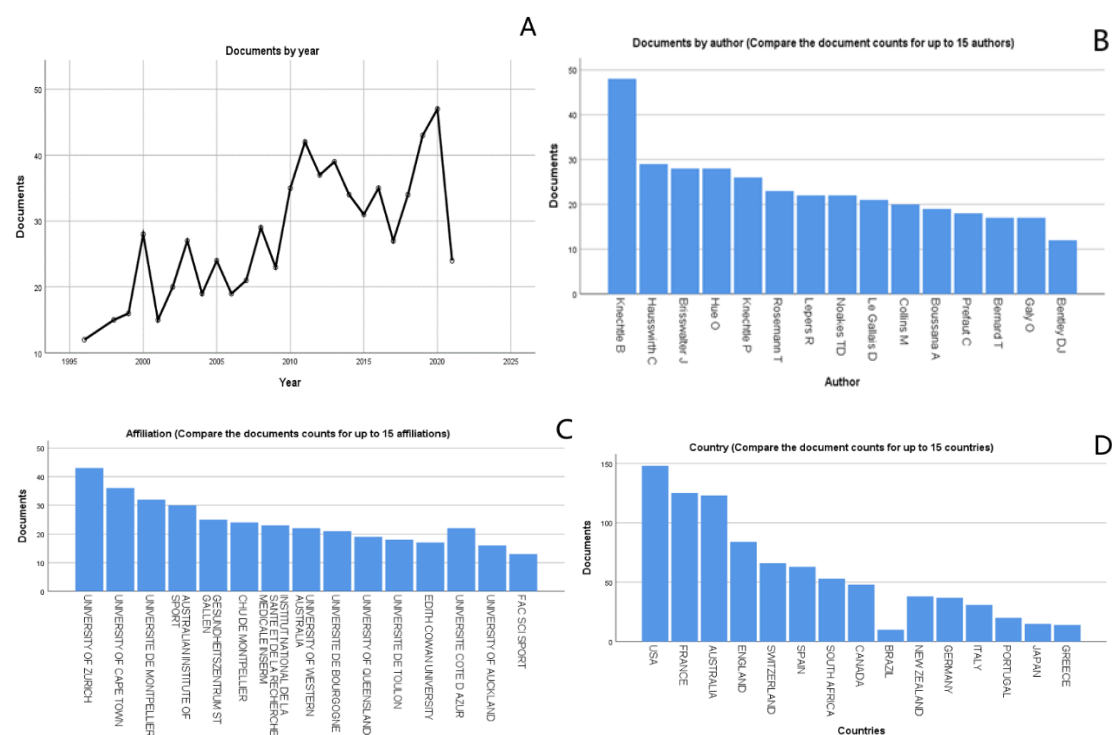 A
Documents by year
Documents
50
40
30
20
10
1995
2000
2005
2010
2015
2020
2025
Year
B
Documents by author (Compare the document counts for up to 15 authors)
Documents
50
40
30
20
10
0
Knechtle B
Hausswirth C
Brisswalter J
Hue O
Knechtle P
Rosemann T
Lepers R
Noakes TD
Le Gallais D
Collins M
Boussana A
Prefaut C
Bernard T
Galy O
Bentley DJ
Author
C
Affiliation (Compare the documents counts for up to 15 affiliations)
Documents
50
40
30
20
10
0
UNIVERSITY OF ZURICH
UNIVERSITY OF CAPE TOWN
UNIVERSITE DE MONTPELLIER
AUSTRALIAN INSTITUTE OF
SPORT
GESUNDHEITSZENTRUM ST
GALLEN
CHU DE MONTPELLIER
INSTITUT NATIONAL DE LA
SANTE ET DE LA RECHERCHE
MEDICALE INSERM
UNIVERSITY OF WESTERN
AUSTRALIA
UNIVERSITE DE BOURGOGNE
UNIVERSITY OF QUEENSLAND
UNIVERSITE DE TOULON
EDITH COWAN UNIVERSITY
UNIVERSITE COTE D AZUR
UNIVERSITY OF AUCKLAND
FAC SCI SPORT
D
Country (Compare the document counts for up to 15 countries)
Documents
150
100
50
0
USA
FRANCE
AUSTRALIA
ENGLAND
SWITZERLAND
SPAIN
SOUTH AFRICA
CANADA
BRAZIL
NEW ZEALAND
GERMANY
ITALY
PORTUGAL
JAPAN
GREECE
Countries